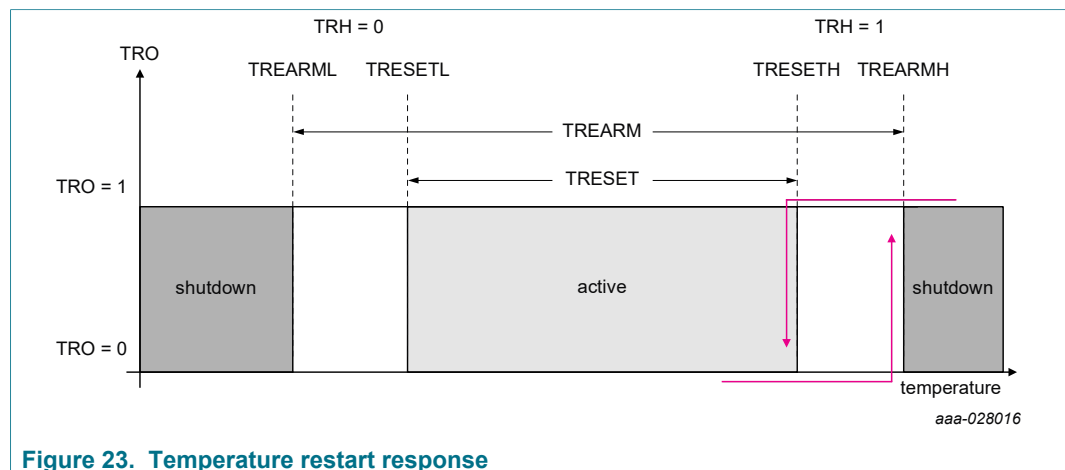 TRH = 0 TRH = 1
TRO
TREARML TRESETL TRESETH TREARMH
TREARM
TRESET
TRO = 1
shutdown active shutdown
TRO = 0
temperature
aaa-028016
Figure 23. Temperature restart response